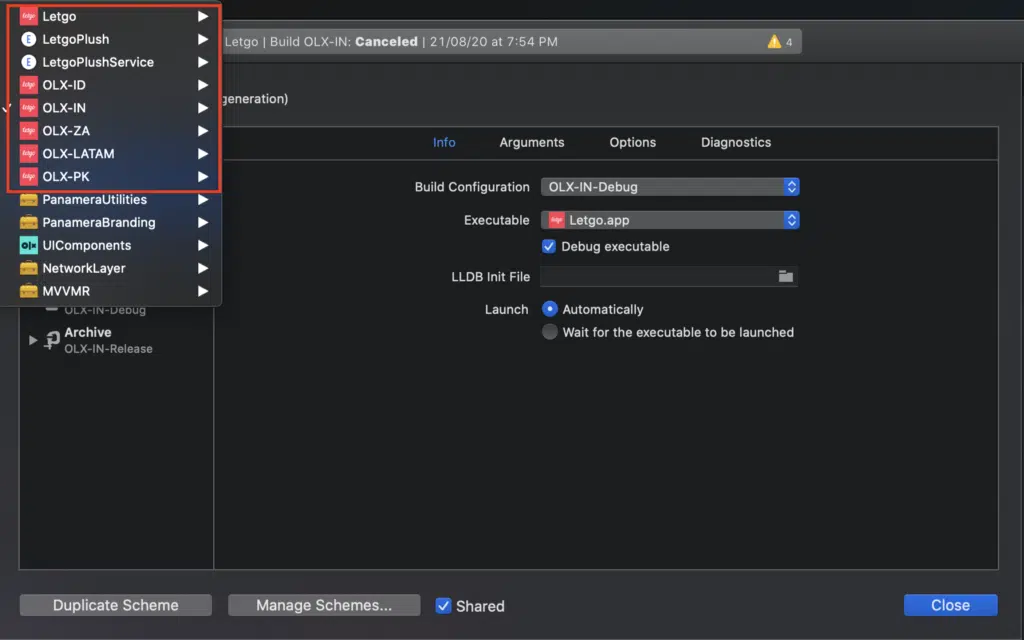 Letgo
LetgoPlush
LetgoPlushService
OLX-ID
OLX-IN
OLX-ZA
OLX-LATAM
OLX-PK
PanameraUtilities
PanameraBranding
UIComponents
NetworkLayer
MVVMR
Letgo | Build OLX-IN: Canceled | 21/08/20 at 7:54 PM
4
generation)
Info Arguments Options Diagnostics
Build Configuration OLX-IN-Debug
Executable Letgo.app
Debug executable
LLDB Init File
Launch Automatically
Wait for the executable to be launched
OLX-IN-Debug
Archive
OLX-IN-Release
Duplicate Scheme Manage Schemes... Shared Close